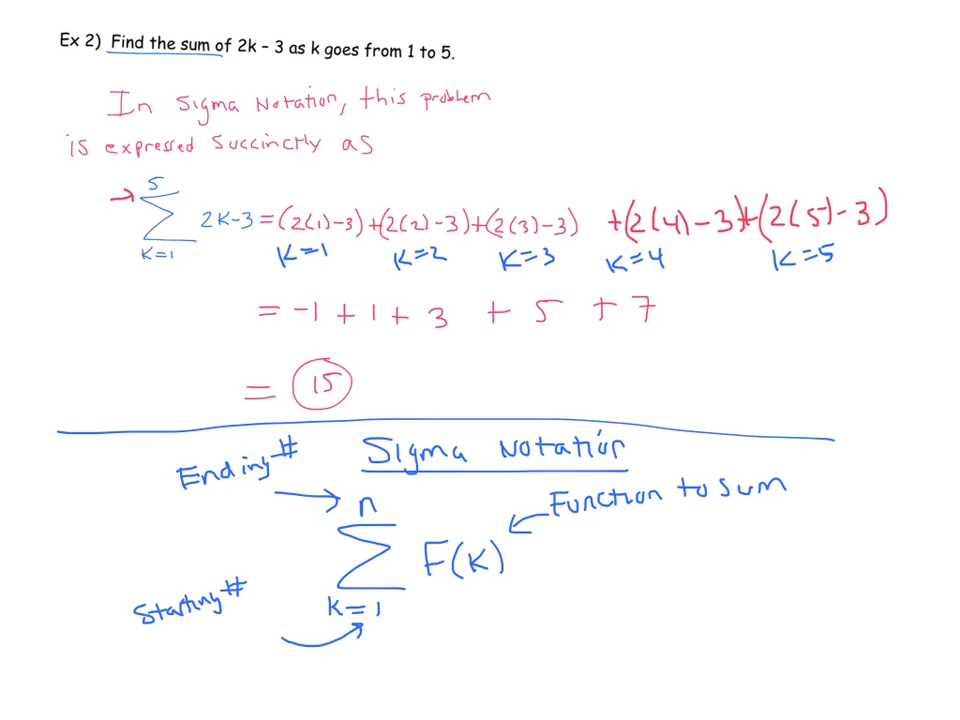 Ex 2) Find the sum of 2k – 3 as k goes from 1 to 5.
In Sigma Notation, this problem
is expressed succinctly as
→ 5 ∑ K=1 2K-3 = (2(1)-3) + (2(2)-3) + (2(3)-3) + (2(4)-3) + (2(5)-3)
K=1 K=2 K=3 K=4 K=5
= -1 + 1 + 3 + 5 + 7
= 15
Sigma Notation
Ending #
Function to sum
n
∑ F(K)
Starting #
K=1